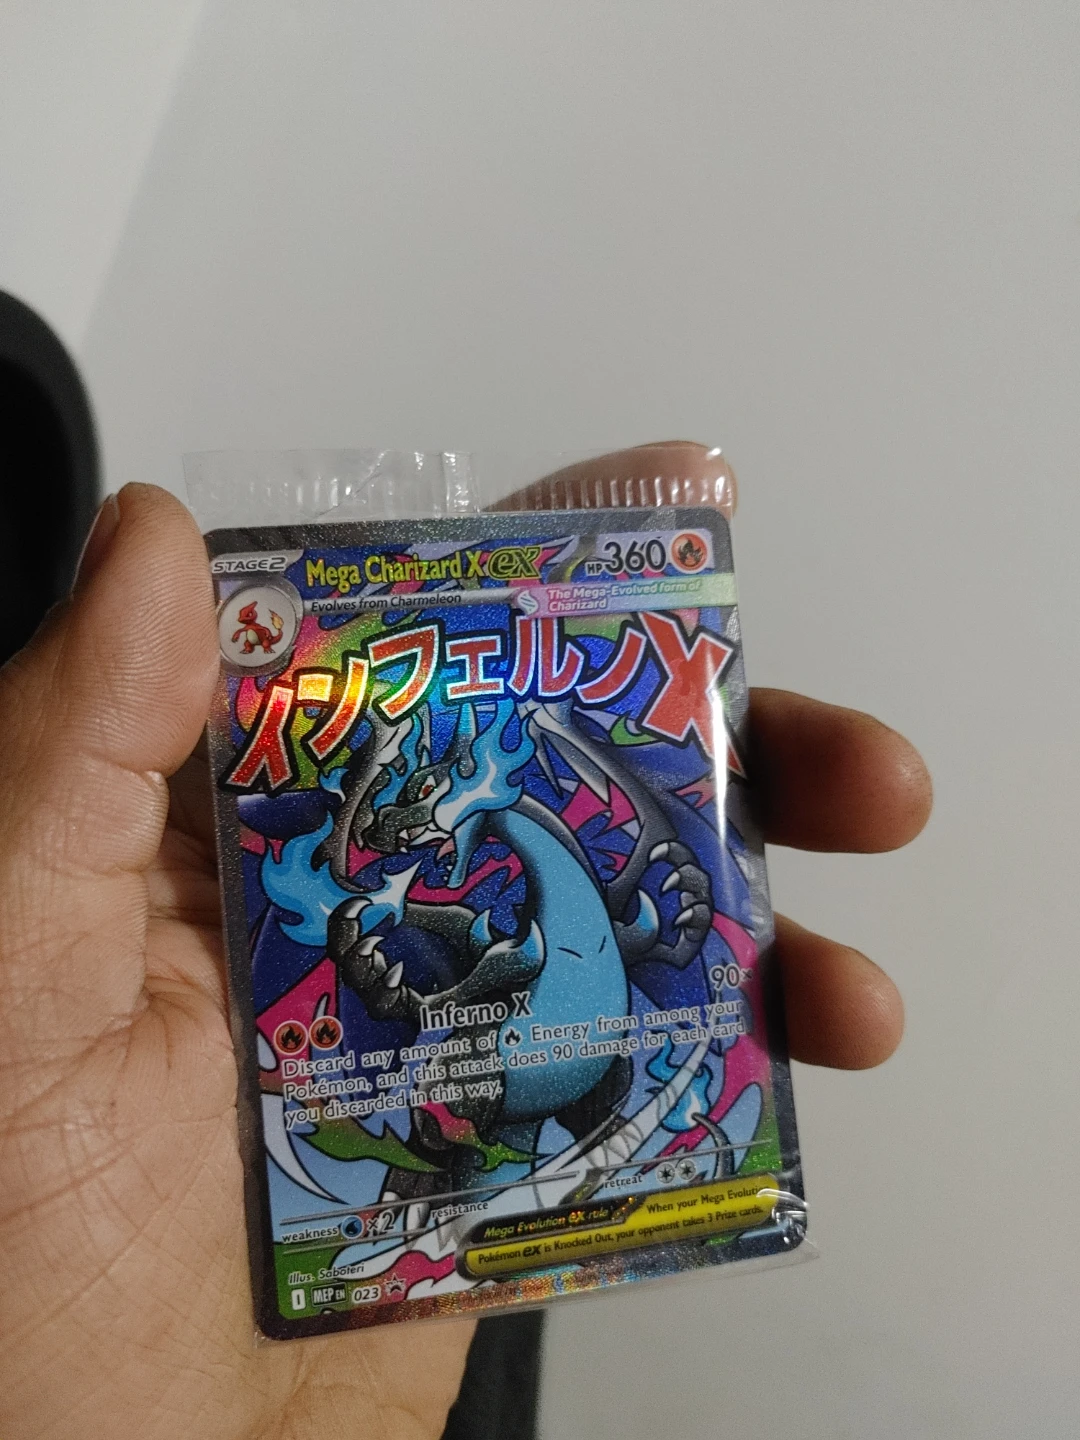 STAGE2
Mega Charizard X ex
HP 360
Evolves from Charmeleon
The Mega-Evolved form of
Charizard
インフェルノX
Inferno X 90×
Discard any amount of Energy from among your
Pokémon, and this attack does 90 damage for each card
you discarded in this way.
weakness ×2
resistance
retreat
Mega Evolution ex rule
When your Mega Evolution
Pokémon ex is Knocked Out, your opponent takes 3 Prize cards.
Illus. Saboteri
I MEP EN 023